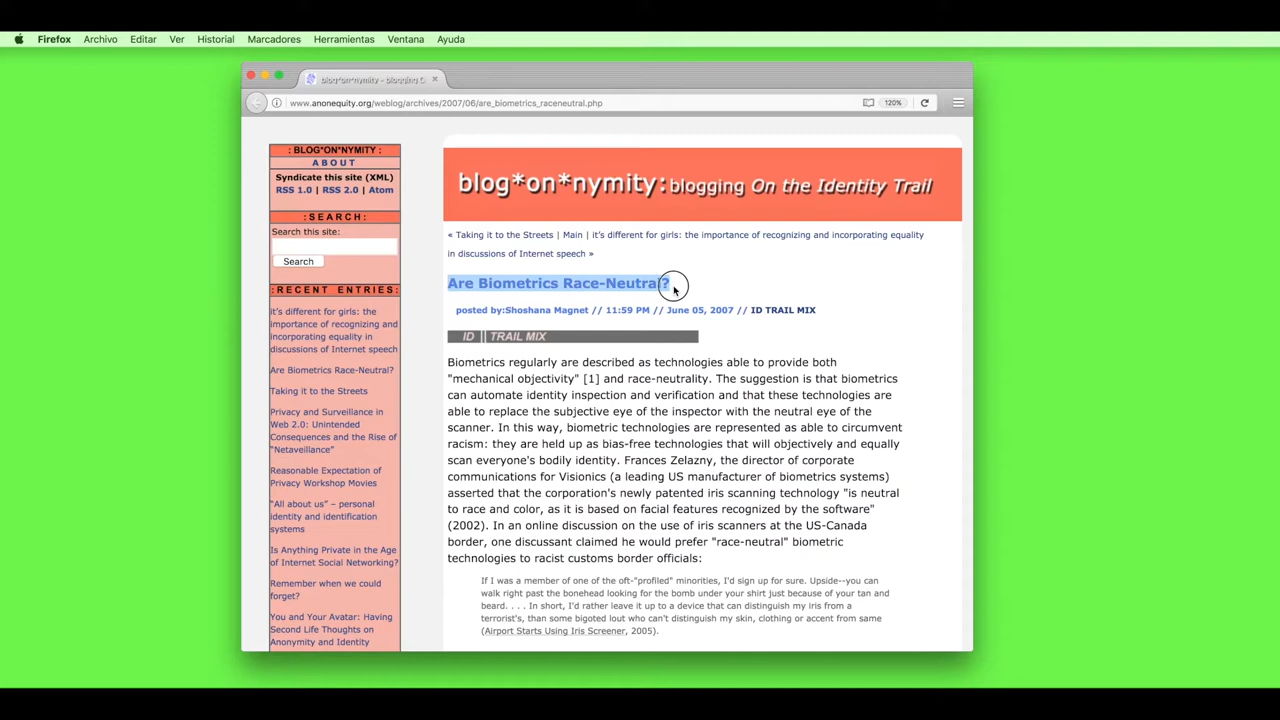 Firefox Archivo Editar Ver Historial Marcadores Herramientas Ventana Ayuda
blog*on*nymity - blogging O
www.anonequity.org/weblog/archives/2007/06/are_biometrics_raceneutral.php 120%
: BLOG*ON*NYMITY :
A B O U T
Syndicate this site (XML)
RSS 1.0 | RSS 2.0 | Atom
: S E A R C H :
Search this site:
Search
: R E C E N T  E N T R I E S :
it's different for girls: the
importance of recognizing and
incorporating equality in
discussions of Internet speech
Are Biometrics Race-Neutral?
Taking it to the Streets
Privacy and Surveillance in
Web 2.0: Unintended
Consequences and the Rise of
"Netaveillance"
Reasonable Expectation of
Privacy Workshop Movies
"All about us" – personal
identity and identification
systems
Is Anything Private in the Age
of Internet Social Networking?
Remember when we could
forget?
You and Your Avatar: Having
Second Life Thoughts on
Anonymity and Identity
blog*on*nymity: blogging On the Identity Trail
« Taking it to the Streets | Main | it's different for girls: the importance of recognizing and incorporating equality
in discussions of Internet speech »
Are Biometrics Race-Neutral?
posted by:Shoshana Magnet // 11:59 PM // June 05, 2007 // ID TRAIL MIX
ID || TRAIL MIX
Biometrics regularly are described as technologies able to provide both
"mechanical objectivity" [1] and race-neutrality. The suggestion is that biometrics
can automate identity inspection and verification and that these technologies are
able to replace the subjective eye of the inspector with the neutral eye of the
scanner. In this way, biometric technologies are represented as able to circumvent
racism: they are held up as bias-free technologies that will objectively and equally
scan everyone's bodily identity. Frances Zelazny, the director of corporate
communications for Visionics (a leading US manufacturer of biometrics systems)
asserted that the corporation's newly patented iris scanning technology "is neutral
to race and color, as it is based on facial features recognized by the software"
(2002). In an online discussion on the use of iris scanners at the US-Canada
border, one discussant claimed he would prefer "race-neutral" biometric
technologies to racist customs border officials:
If I was a member of one of the oft-"profiled" minorities, I'd sign up for sure. Upside--you can
walk right past the bonehead looking for the bomb under your shirt just because of your tan and
beard. . . . In short, I'd rather leave it up to a device that can distinguish my iris from a
terrorist's, than some bigoted lout who can't distinguish my skin, clothing or accent from same
(Airport Starts Using Iris Screener, 2005).